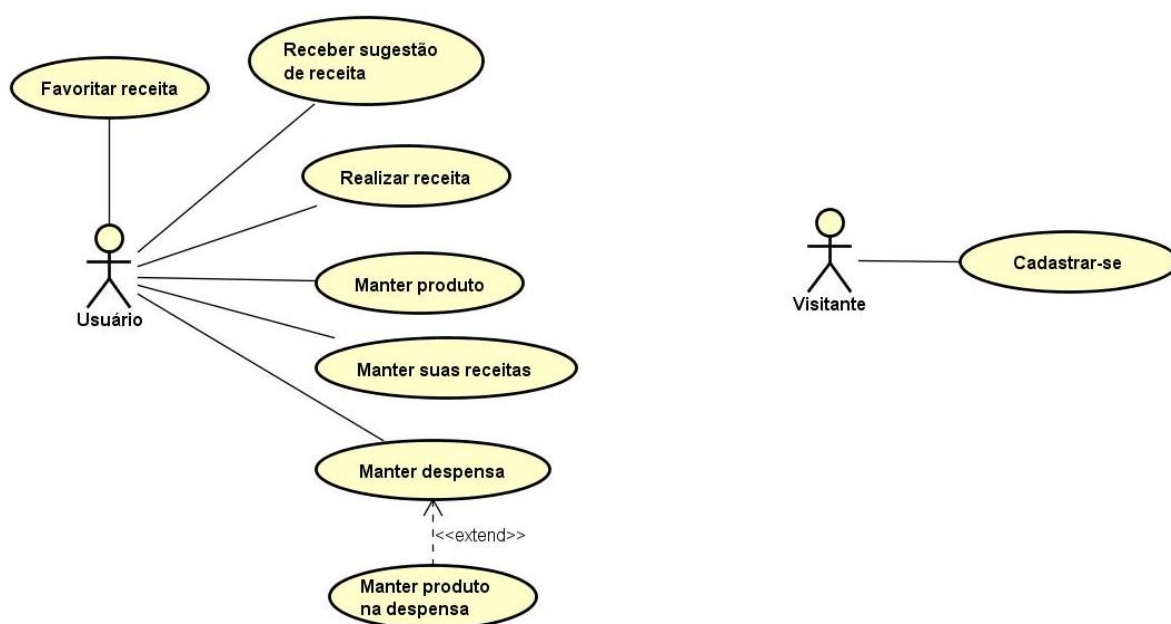 Receber sugestão
de receita
Favoritar receita
Realizar receita
Usuário
Manter produto
Visitante
Cadastrar-se
Manter suas receitas
Manter despensa
<<extend>>
Manter produto
na despensa